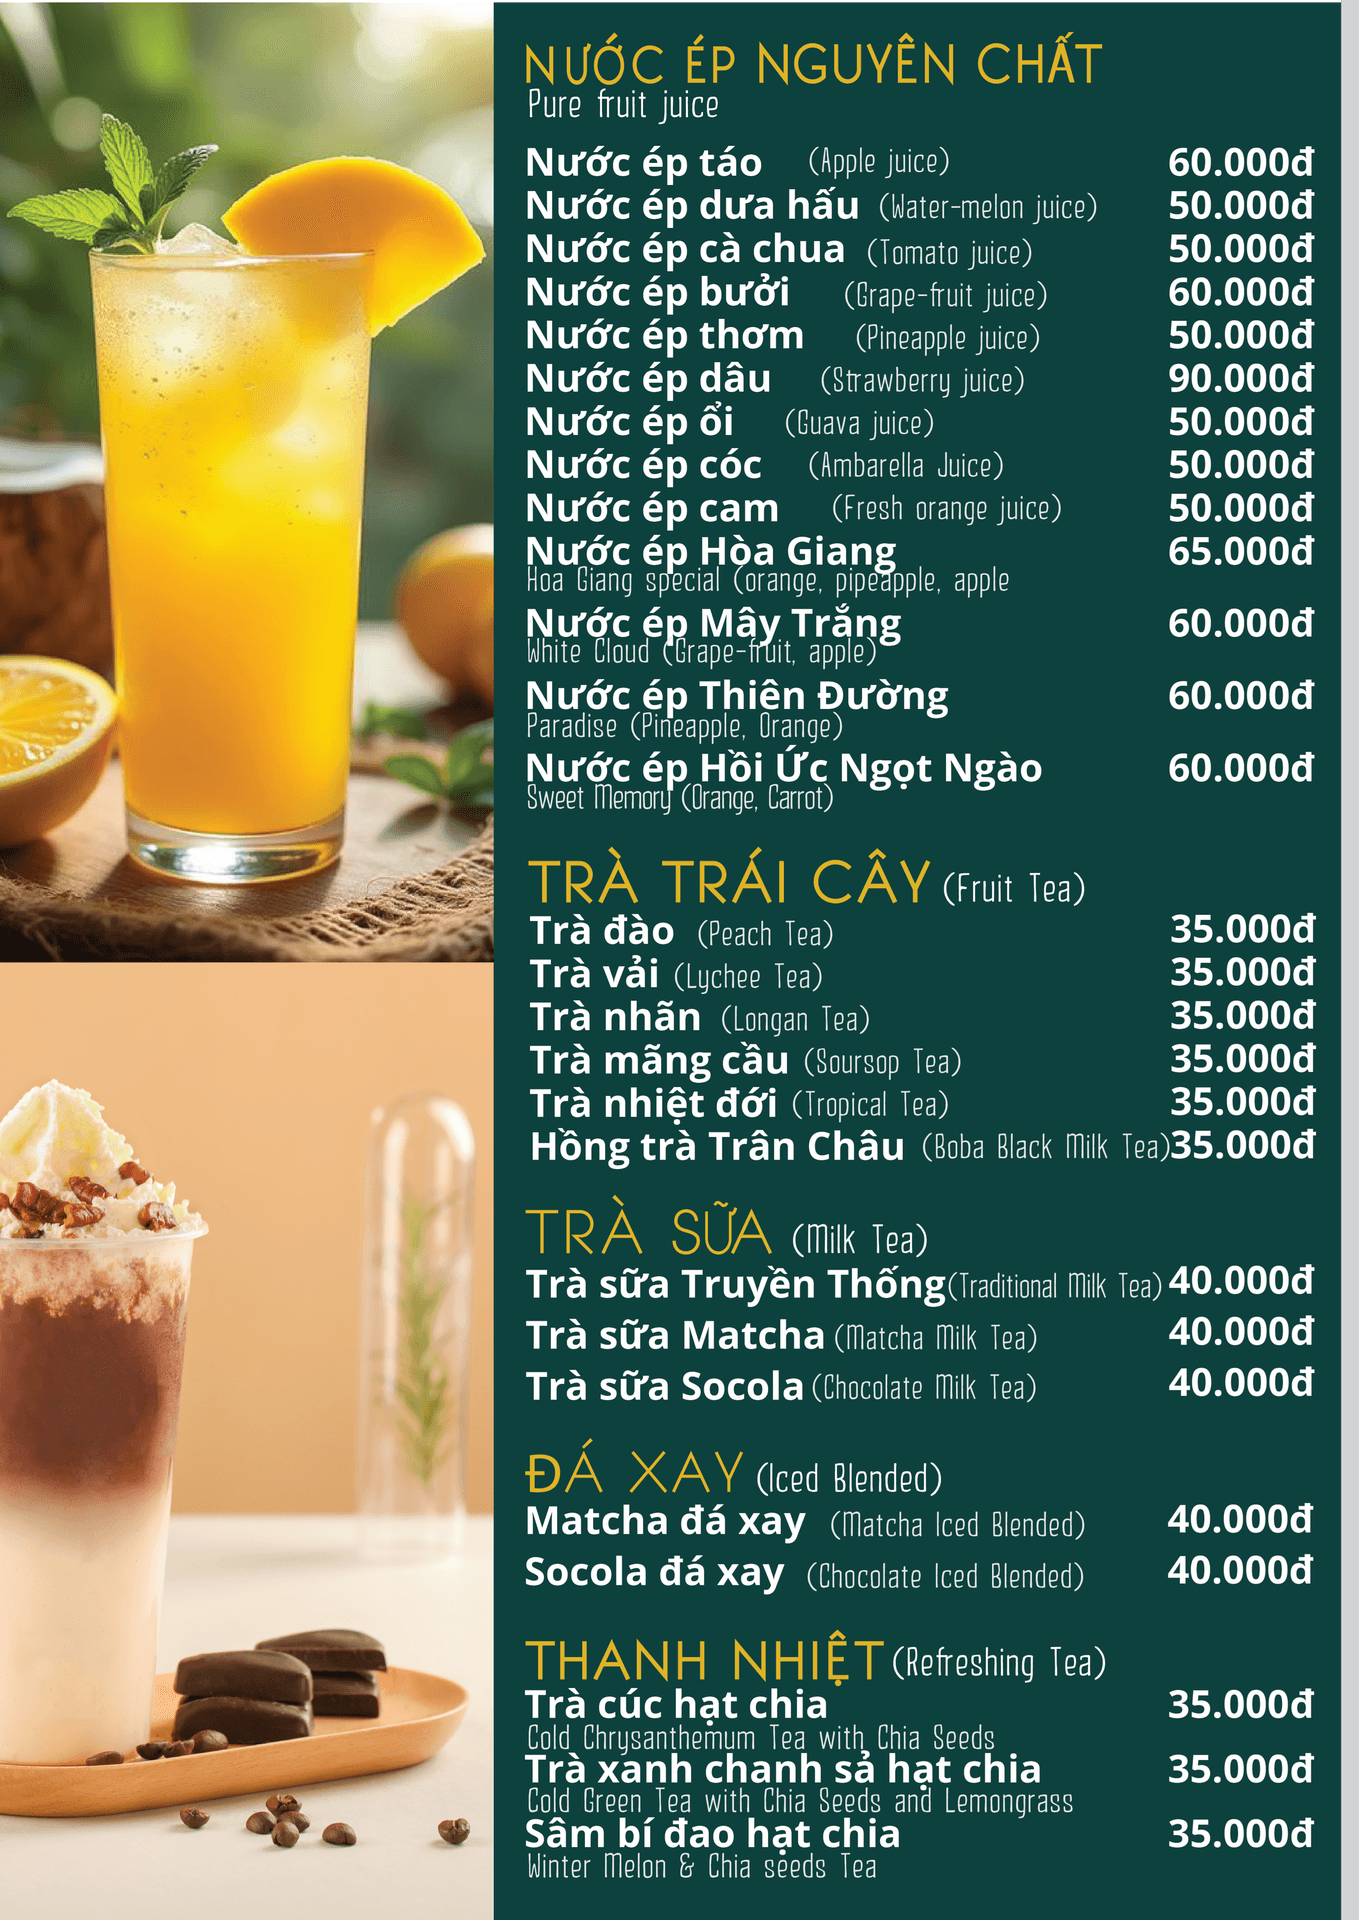 NƯỚC ÉP NGUYÊN CHẤT
Pure fruit juice
Nước ép táo (Apple juice) 60.000đ
Nước ép dưa hấu (Water-melon juice) 50.000đ
Nước ép cà chua (Tomato juice) 50.000đ
Nước ép bưởi (Grape-fruit juice) 60.000đ
Nước ép thơm (Pineapple juice) 50.000đ
Nước ép dâu (Strawberry juice) 90.000đ
Nước ép ổi (Guava juice) 50.000đ
Nước ép cóc (Ambarella Juice) 50.000đ
Nước ép cam (Fresh orange juice) 50.000đ
Nước ép Hòa Giang 65.000đ
Hoa Giang special (orange, pipeapple, apple
Nước ép Mây Trắng 60.000đ
White Cloud (Grape-fruit, apple)
Nước ép Thiên Đường 60.000đ
Paradise (Pineapple, Orange)
Nước ép Hồi Ức Ngọt Ngào 60.000đ
Sweet Memory (Orange, Carrot)
TRÀ TRÁI CÂY (Fruit Tea)
Trà đào (Peach Tea) 35.000đ
Trà vải (Lychee Tea) 35.000đ
Trà nhãn (Longan Tea) 35.000đ
Trà mãng cầu (Soursop Tea) 35.000đ
Trà nhiệt đới (Tropical Tea) 35.000đ
Hồng trà Trân Châu (Boba Black Milk Tea) 35.000đ
TRÀ SỮA (Milk Tea)
Trà sữa Truyền Thống (Traditional Milk Tea) 40.000đ
Trà sữa Matcha (Matcha Milk Tea) 40.000đ
Trà sữa Socola (Chocolate Milk Tea) 40.000đ
ĐÁ XAY (Iced Blended)
Matcha đá xay (Matcha Iced Blended) 40.000đ
Socola đá xay (Chocolate Iced Blended) 40.000đ
THANH NHIỆT (Refreshing Tea)
Trà cúc hạt chia 35.000đ
Cold Chrysanthemum Tea with Chia Seeds
Trà xanh chanh sả hạt chia 35.000đ
Cold Green Tea with Chia Seeds and Lemongrass
Sâm bí đao hạt chia 35.000đ
Winter Melon & Chia seeds Tea